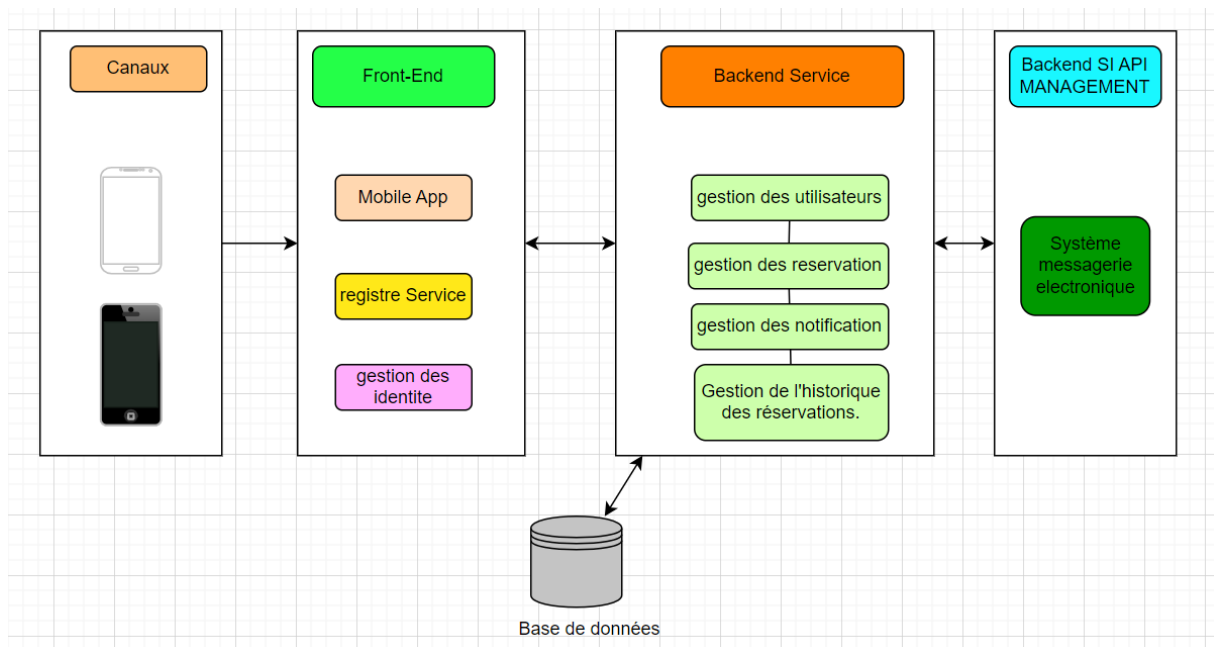 Canaux
Front-End
Mobile App
registre Service
gestion des
identite
Backend Service
gestion des utilisateurs
gestion des reservation
gestion des notification
Gestion de l'historique
des réservations.
Backend SI API
MANAGEMENT
Système
messagerie
electronique
Base de données